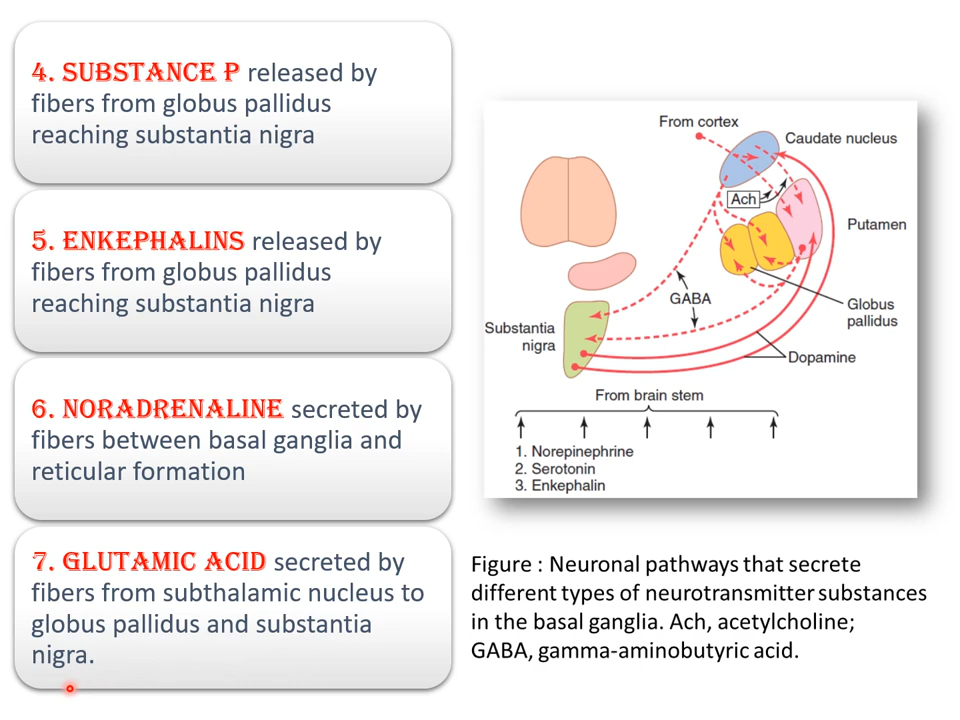 4. SUBSTANCE P released by
fibers from globus pallidus
reaching substantia nigra
5. ENKEPHALINS released by
fibers from globus pallidus
reaching substantia nigra
6. NORADRENALINE secreted by
fibers between basal ganglia and
reticular formation
7. GLUTAMIC ACID secreted by
fibers from subthalamic nucleus to
globus pallidus and substantia
nigra.
From cortex
Caudate nucleus
Ach
Putamen
GABA
Globus
pallidus
Substantia
nigra
Dopamine
From brain stem
1. Norepinephrine
2. Serotonin
3. Enkephalin
Figure : Neuronal pathways that secrete
different types of neurotransmitter substances
in the basal ganglia. Ach, acetylcholine;
GABA, gamma-aminobutyric acid.